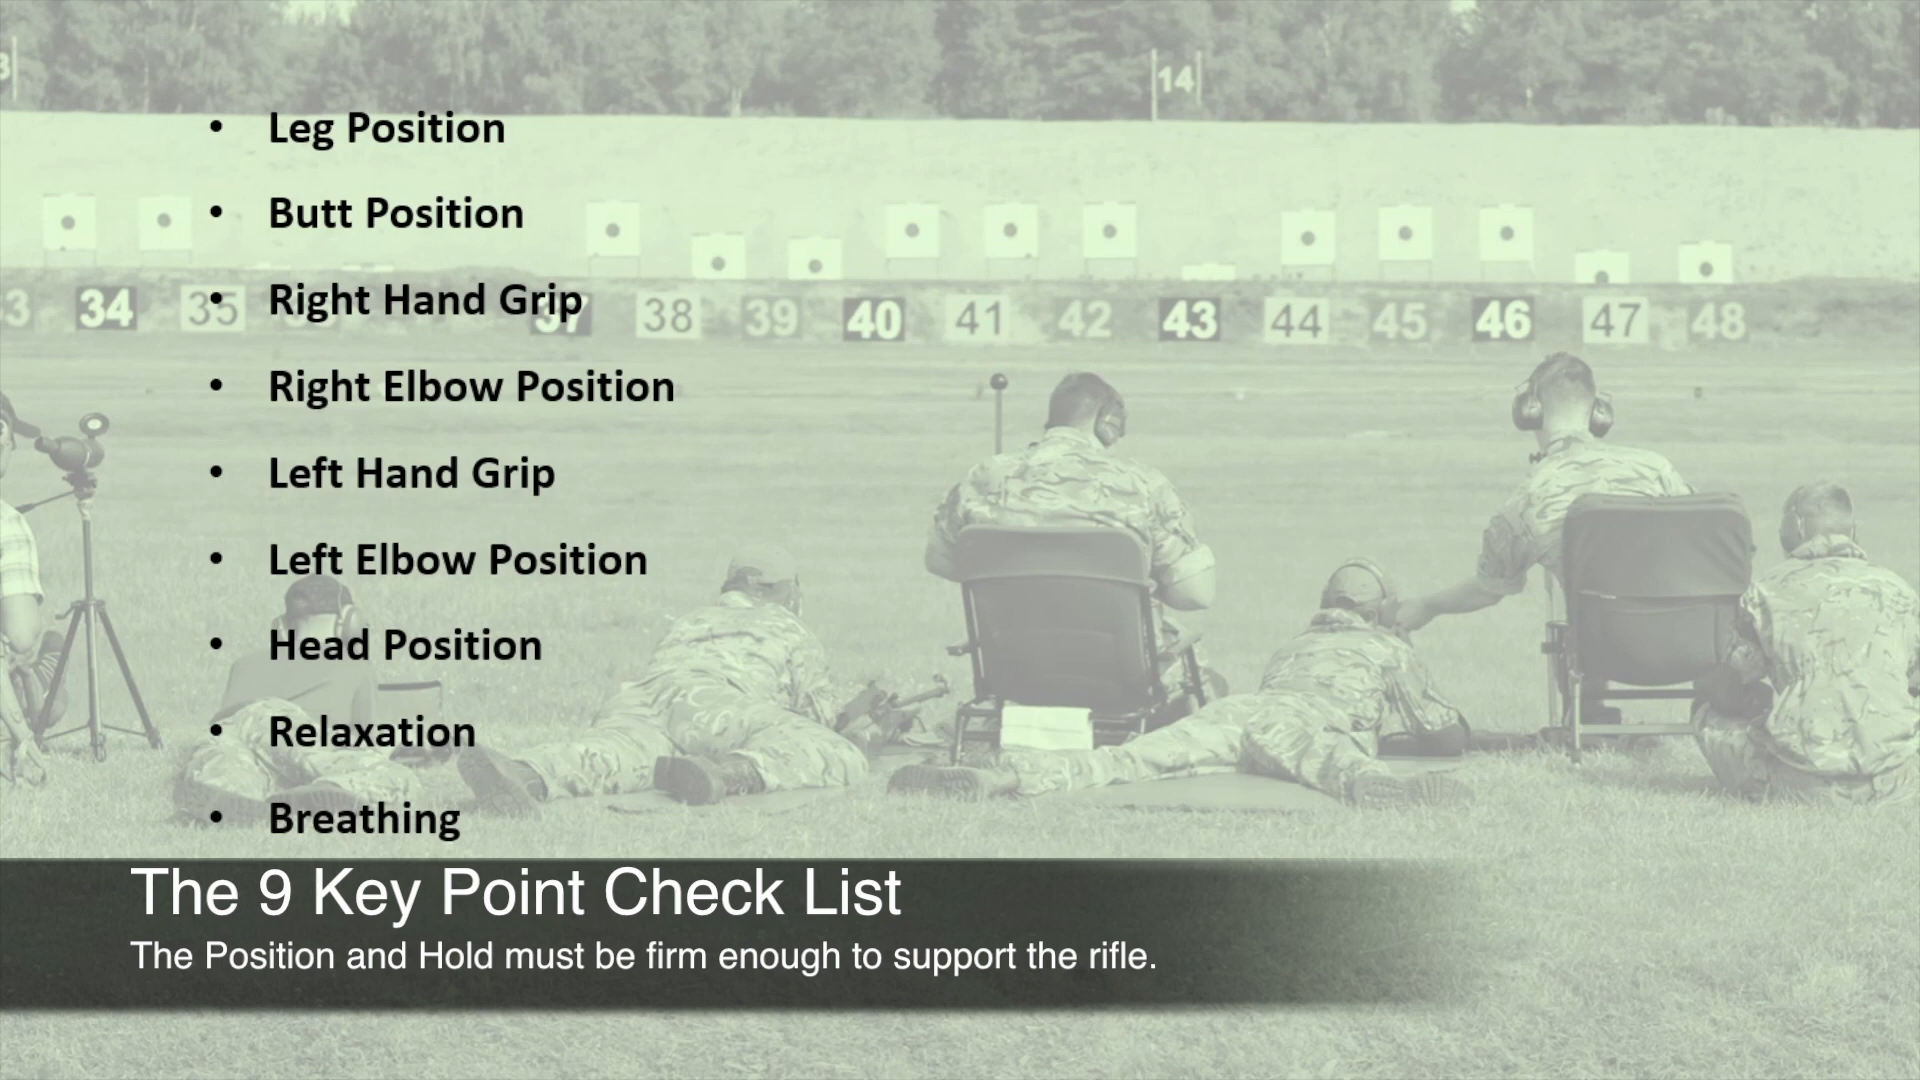 14
• Leg Position
• Butt Position
• Right Hand Grip
34 35 37 38 39 40 41 42 43 44 45 46 47 48
• Right Elbow Position
• Left Hand Grip
• Left Elbow Position
• Head Position
• Relaxation
• Breathing
The 9 Key Point Check List
The Position and Hold must be firm enough to support the rifle.